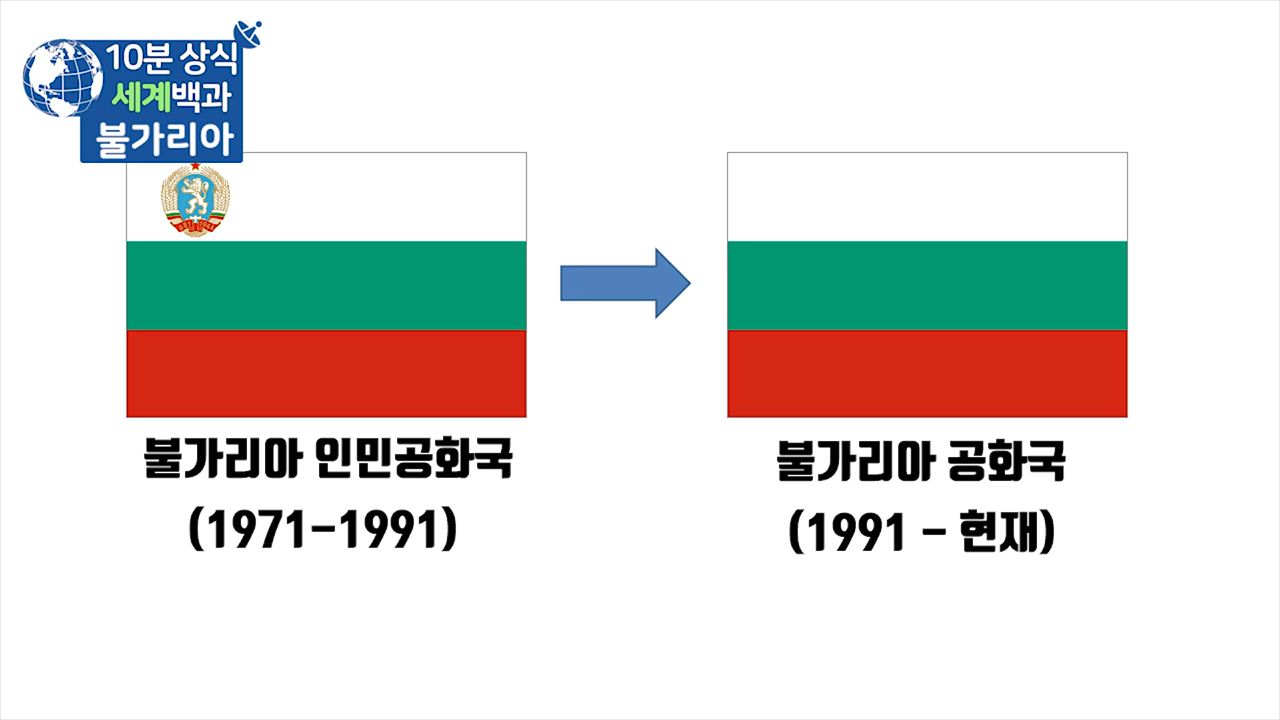 10분 상식
세계백과
불가리아
불가리아 인민공화국
(1971-1991)
불가리아 공화국
(1991 - 현재)